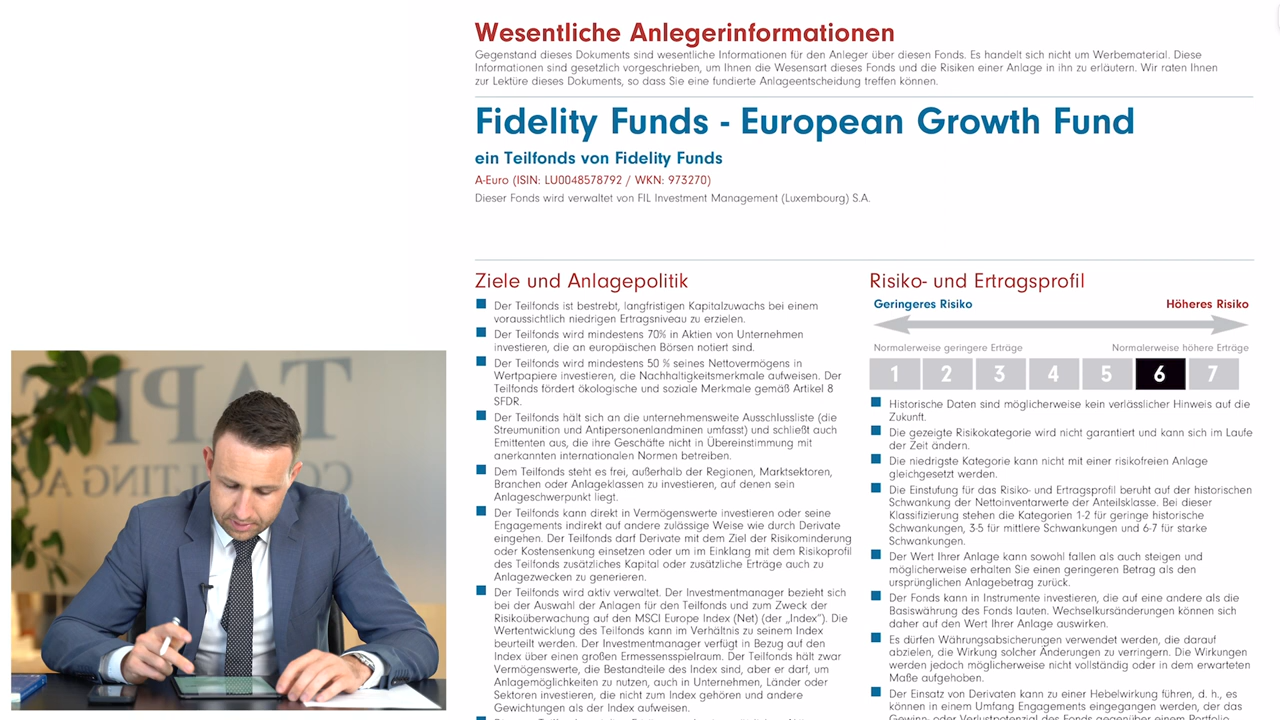 Wesentliche Anlegerinformationen
Gegenstand dieses Dokuments sind wesentliche Informationen für den Anleger über diesen Fonds. Es handelt sich nicht um Werbematerial. Diese
Informationen sind gesetzlich vorgeschrieben, um Ihnen die Wesensart dieses Fonds und die Risiken einer Anlage in ihn zu erläutern. Wir raten Ihnen
zur Lektüre dieses Dokuments, so dass Sie eine fundierte Anlageentscheidung treffen können.
Fidelity Funds - European Growth Fund
ein Teilfonds von Fidelity Funds
A-Euro (ISIN: LU0048578792 / WKN: 973270)
Dieser Fonds wird verwaltet von FIL Investment Management (Luxembourg) S.A.
Ziele und Anlagepolitik
Der Teilfonds ist bestrebt, langfristigen Kapitalzuwachs bei einem
voraussichtlich niedrigen Ertragsniveau zu erzielen.
Der Teilfonds wird mindestens 70% in Aktien von Unternehmen
investieren, die an europäischen Börsen notiert sind.
Der Teilfonds wird mindestens 50 % seines Nettovermögens in
Wertpapiere investieren, die Nachhaltigkeitsmerkmale aufweisen. Der
Teilfonds fördert ökologische und soziale Merkmale gemäß Artikel 8
SFDR.
Der Teilfonds hält sich an die unternehmensweite Ausschlussliste (die
Streumunition und Antipersonenlandminen umfasst) und schließt auch
Emittenten aus, die ihre Geschäfte nicht in Übereinstimmung mit
anerkannten internationalen Normen betreiben.
Dem Teilfonds steht es frei, außerhalb der Regionen, Marktsektoren,
Branchen oder Anlageklassen zu investieren, auf denen sein
Anlageschwerpunkt liegt.
Der Teilfonds kann direkt in Vermögenswerte investieren oder seine
Engagements indirekt auf andere zulässige Weise wie durch Derivate
eingehen. Der Teilfonds darf Derivate mit dem Ziel der Risikominderung
oder Kostensenkung einsetzen oder um im Einklang mit dem Risikoprofil
des Teilfonds zusätzliches Kapital oder zusätzliche Erträge auch zu
Anlagezwecken zu generieren.
Der Teilfonds wird aktiv verwaltet. Der Investmentmanager bezieht sich
bei der Auswahl der Anlagen für den Teilfonds und zum Zweck der
Risikoüberwachung auf den MSCI Europe Index (Net) (der „Index“). Die
Wertentwicklung des Teilfonds kann im Verhältnis zu seinem Index
beurteilt werden. Der Investmentmanager verfügt in Bezug auf den
Index über einen großen Ermessensspielraum. Der Teilfonds hält zwar
Vermögenswerte, die Bestandteile des Index sind, aber er darf, um
Anlagemöglichkeiten zu nutzen, auch in Unternehmen, Länder oder
Sektoren investieren, die nicht zum Index gehören und andere
Gewichtungen als der Index aufweisen.
Risiko- und Ertragsprofil
Geringeres Risiko Höheres Risiko
Normalerweise geringere Erträge Normalerweise höhere Erträge
1 2 3 4 5 6 7
Historische Daten sind möglicherweise kein verlässlicher Hinweis auf die
Zukunft.
Die gezeigte Risikokategorie wird nicht garantiert und kann sich im Laufe
der Zeit ändern.
Die niedrigste Kategorie kann nicht mit einer risikofreien Anlage
gleichgesetzt werden.
Die Einstufung für das Risiko- und Ertragsprofil beruht auf der historischen
Schwankung der Nettoinventarwerte der Anteilsklasse. Bei dieser
Klassifizierung stehen die Kategorien 1-2 für geringe historische
Schwankungen, 3-5 für mittlere Schwankungen und 6-7 für starke
Schwankungen.
Der Wert Ihrer Anlage kann sowohl fallen als auch steigen und
möglicherweise erhalten Sie einen geringeren Betrag als den
ursprünglichen Anlagebetrag zurück.
Der Fonds kann in Instrumente investieren, die auf eine andere als die
Basiswährung des Fonds lauten. Wechselkursänderungen können sich
daher auf den Wert Ihrer Anlage auswirken.
Es dürfen Währungsabsicherungen verwendet werden, die darauf
abzielen, die Wirkung solcher Änderungen zu verringern. Die Wirkungen
werden jedoch möglicherweise nicht vollständig oder in dem erwarteten
Maße aufgehoben.
Der Einsatz von Derivaten kann zu einer Hebelwirkung führen, d. h., es
können in einem Umfang Engagements eingegangen werden, der das
Gewinn- oder Verlustpotenzial des Fonds gegenüber einem Portfolio